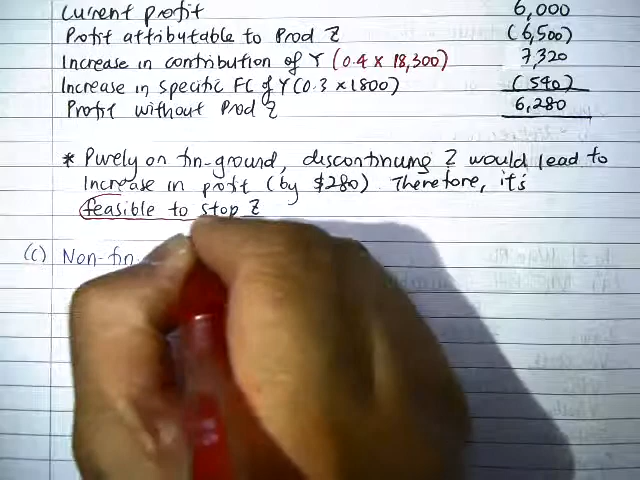 Current profit 6,000
Profit attributable to Prod Z (6,500)
Increase in contribution of Y (0.4 x 18,300) 7,320
Increase in specific FC of Y (0.3 x 1800) (540)
Profit without Prod Z 6,280
* Purely on fin-ground, discontinuing Z would lead to
increase in profit (by $280). Therefore, it's
feasible to stop Z
(c) Non-fin